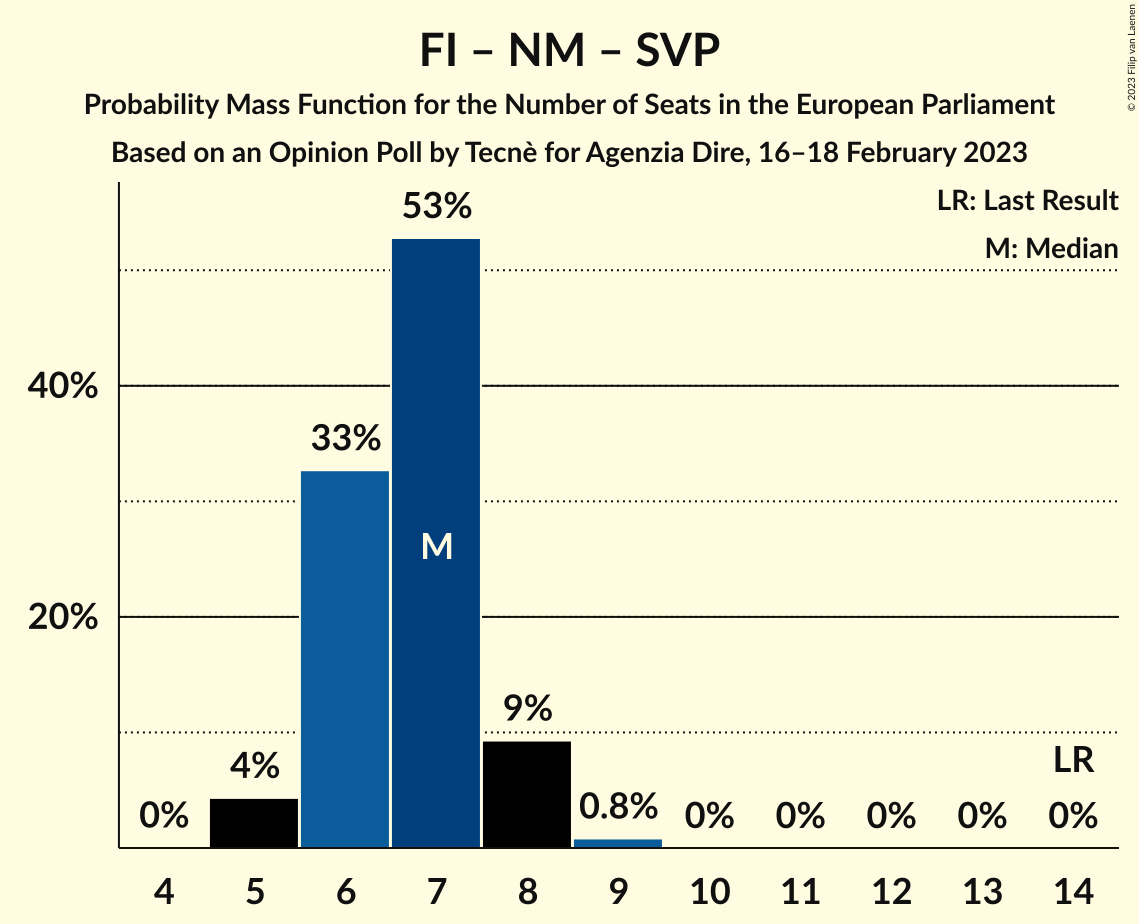 FI – NM – SVP
Probability Mass Function for the Number of Seats in the European Parliament
Based on an Opinion Poll by Tecnè for Agenzia Dire, 16–18 February 2023
© 2023 Filip van Laenen
LR: Last Result
M: Median
53%
40%
33%
M
20%
9%
4%
LR
0%
0.8%
0%
0%
0%
0%
0%
4 5 6 7 8 9 10 11 12 13 14